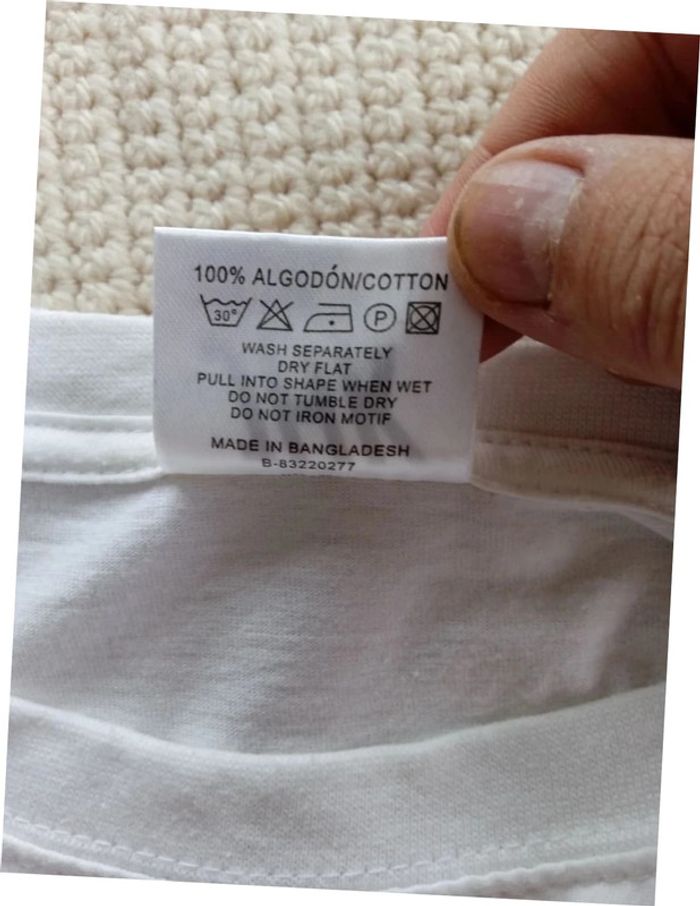 100% ALGODÓN/COTTON
30° P
WASH SEPARATELY
DRY FLAT
PULL INTO SHAPE WHEN WET
DO NOT TUMBLE DRY
DO NOT IRON MOTIF
MADE IN BANGLADESH
B-83220277